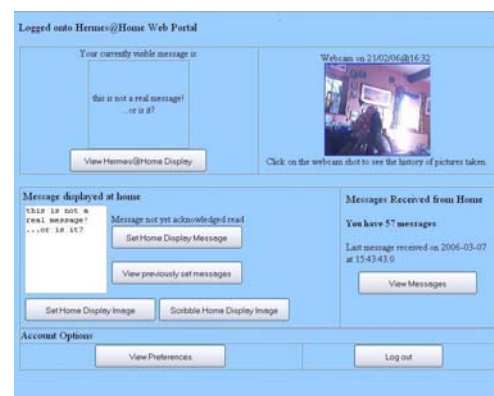 Logged onto Hermes@Home Web Portal
Your currently visible message is:
this is not a real message!
...or is it?
View Hermes@Home Display
Webcam on 21/02/06@16:32
Click on the webcam shot to see the history of pictures taken
Message displayed at home
this is not a
real message!
...or is it?
Message not yet acknowledged read
Set Home Display Message
View previously set messages
Set Home Display Image
Scribble Home Display Image
Messages Received from Home
You have 57 messages
Last message received on 2006-03-07
at 15:43:43.0
View Messages
Account Options
View Preferences
Log out